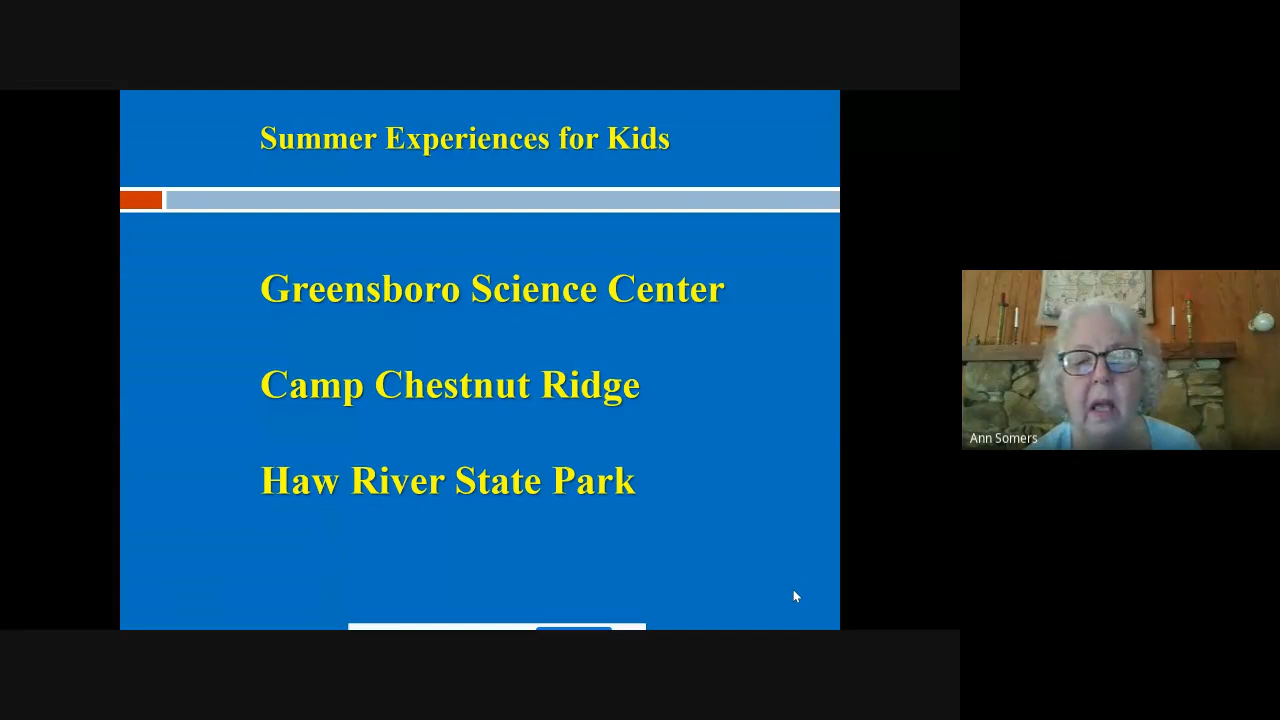 Summer Experiences for Kids
Greensboro Science Center
Camp Chestnut Ridge
Haw River State Park
Ann Somers